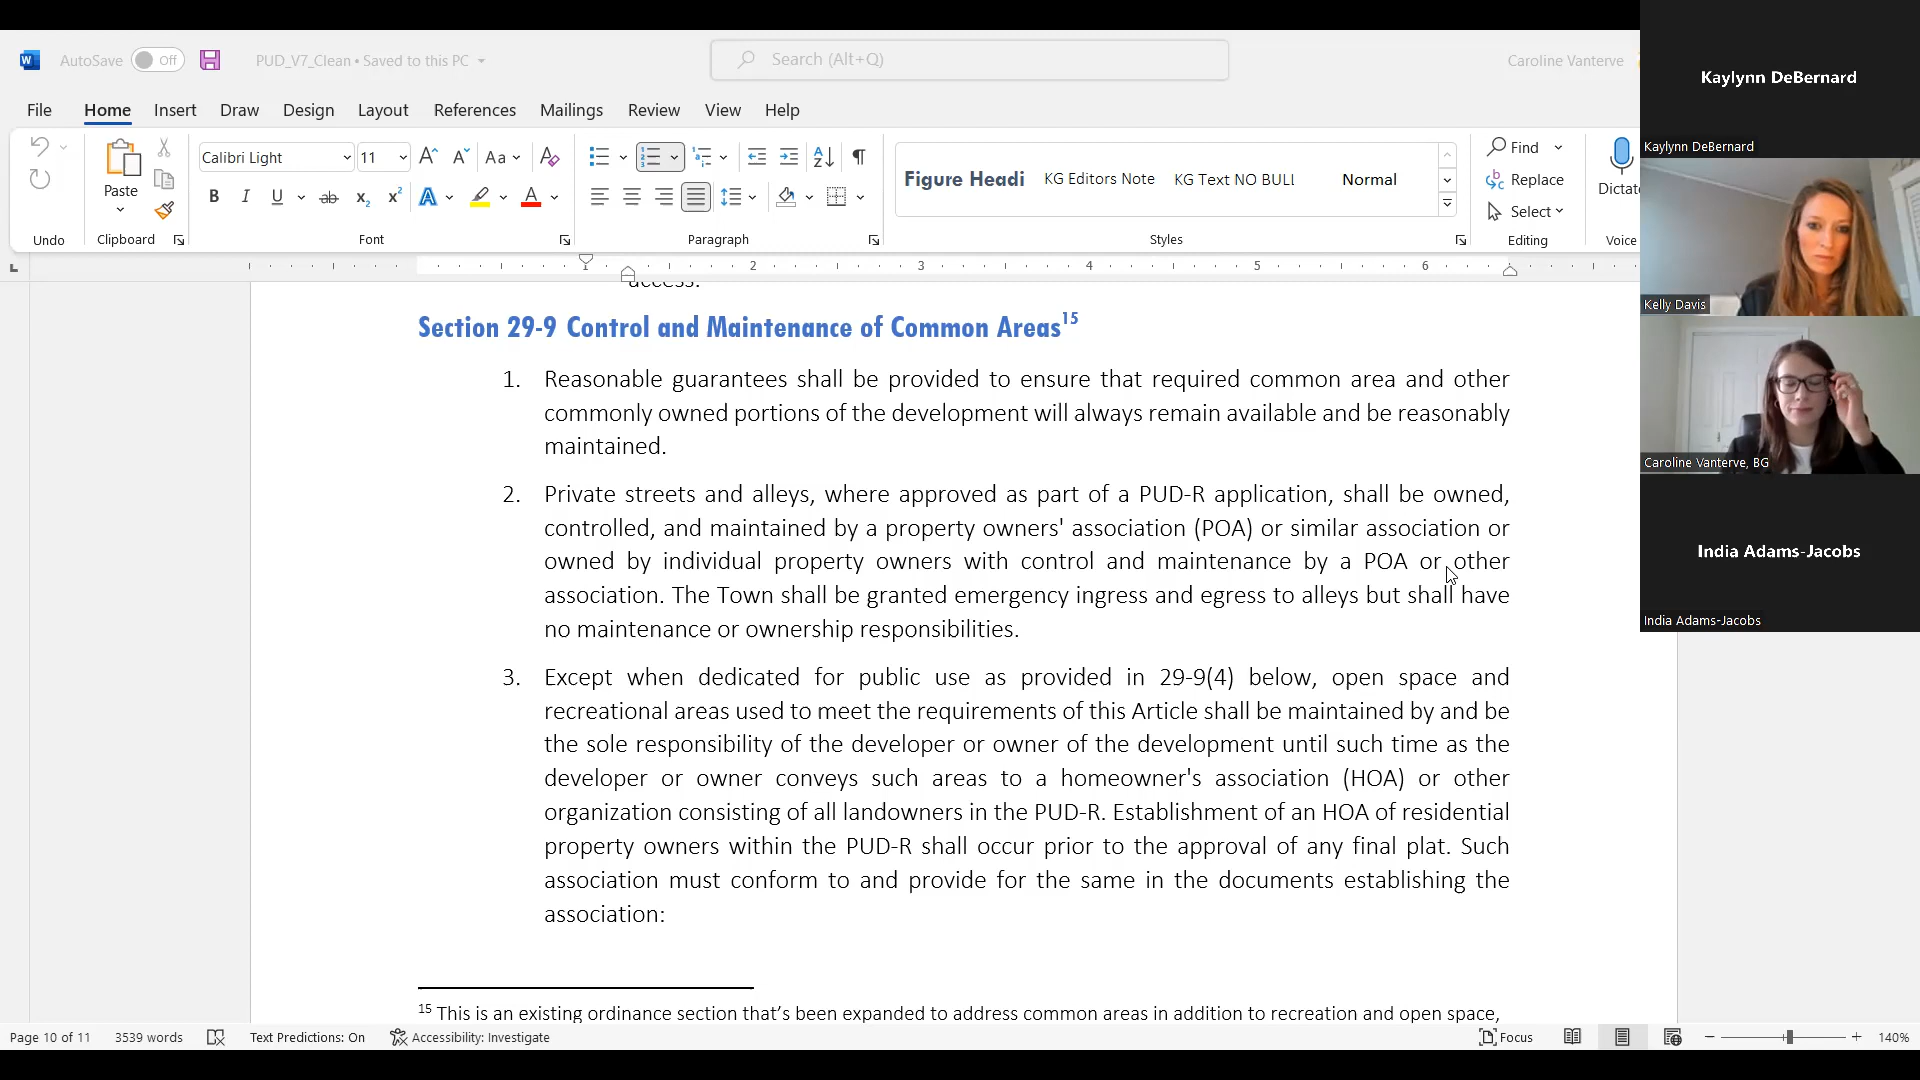 AutoSave Off PUD_V7_Clean • Saved to this PC Search (Alt+Q) Caroline Vanterve
File Home Insert Draw Design Layout References Mailings Review View Help
Calibri Light 11 Aa
Paste
Figure Headi KG Editors Note KG Text NO BULL Normal
Find
Replace
Select
Dictat
Undo Clipboard Font Paragraph Styles Editing Voice
1 2 3 4 5 6
access.
Section 29-9 Control and Maintenance of Common Areas15
1. Reasonable guarantees shall be provided to ensure that required common area and other
commonly owned portions of the development will always remain available and be reasonably
maintained.
2. Private streets and alleys, where approved as part of a PUD-R application, shall be owned,
controlled, and maintained by a property owners' association (POA) or similar association or
owned by individual property owners with control and maintenance by a POA or other
association. The Town shall be granted emergency ingress and egress to alleys but shall have
no maintenance or ownership responsibilities.
3. Except when dedicated for public use as provided in 29-9(4) below, open space and
recreational areas used to meet the requirements of this Article shall be maintained by and be
the sole responsibility of the developer or owner of the development until such time as the
developer or owner conveys such areas to a homeowner's association (HOA) or other
organization consisting of all landowners in the PUD-R. Establishment of an HOA of residential
property owners within the PUD-R shall occur prior to the approval of any final plat. Such
association must conform to and provide for the same in the documents establishing the
association:
15 This is an existing ordinance section that's been expanded to address common areas in addition to recreation and open space,
Page 10 of 11 3539 words Text Predictions: On Accessibility: Investigate Focus 140%
Kaylynn DeBernard
Kaylynn DeBernard
Kelly Davis
Caroline Vanterve, BG
India Adams-Jacobs
India Adams-Jacobs